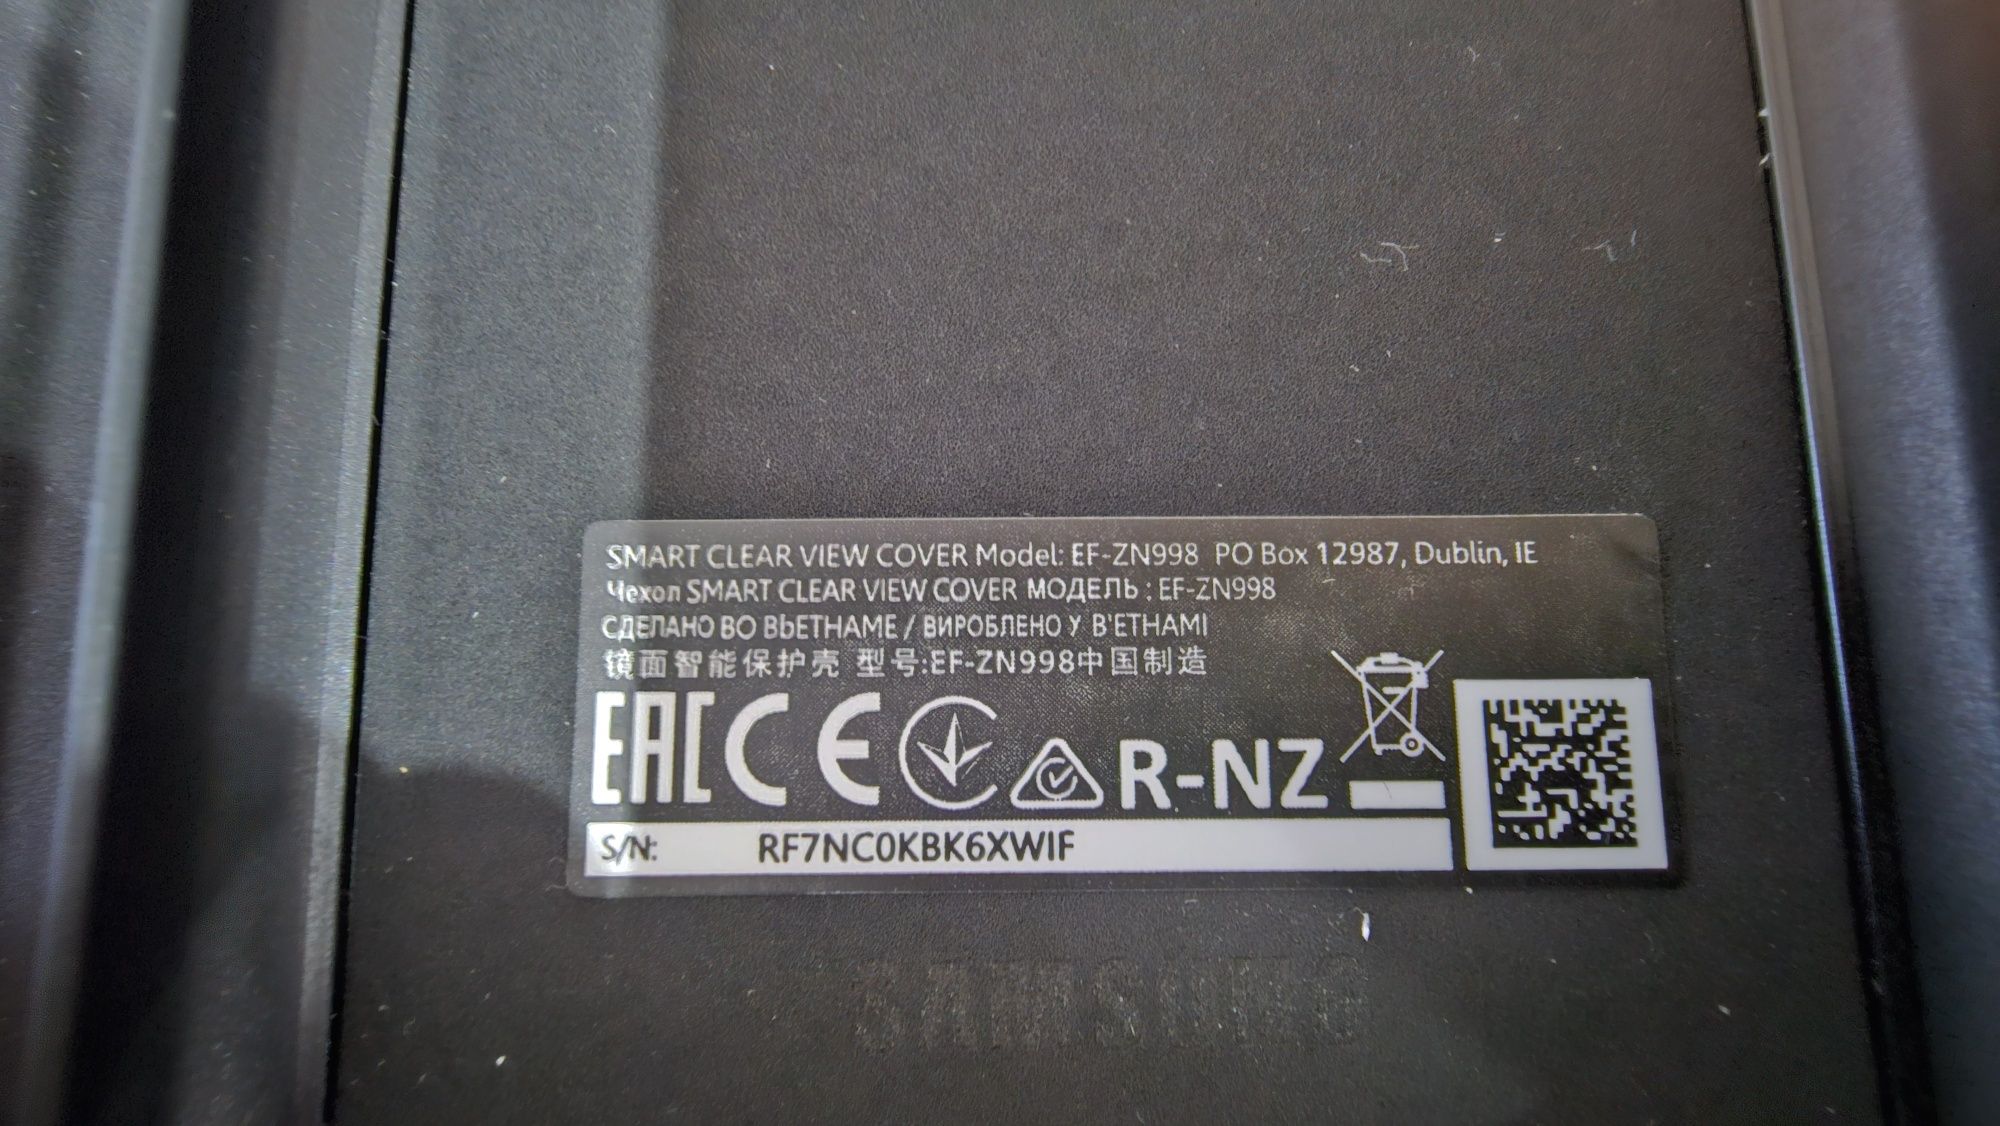 SMART CLEAR VIEW COVER Model: EF-ZN998 PO Box 12987, Dublin, IE
Чехол SMART CLEAR VIEW COVER МОДЕЛЬ : EF-ZN998
СДЕЛАНО ВО ВЬЕТНАМЕ / ВИРОБЛЕНО У В'ЄТНАМІ
镜面智能保护壳 型号:EF-ZN998中国制造
EAC CE R-NZ
S/N: RF7NC0KBK6XWIF
SAMSUNG